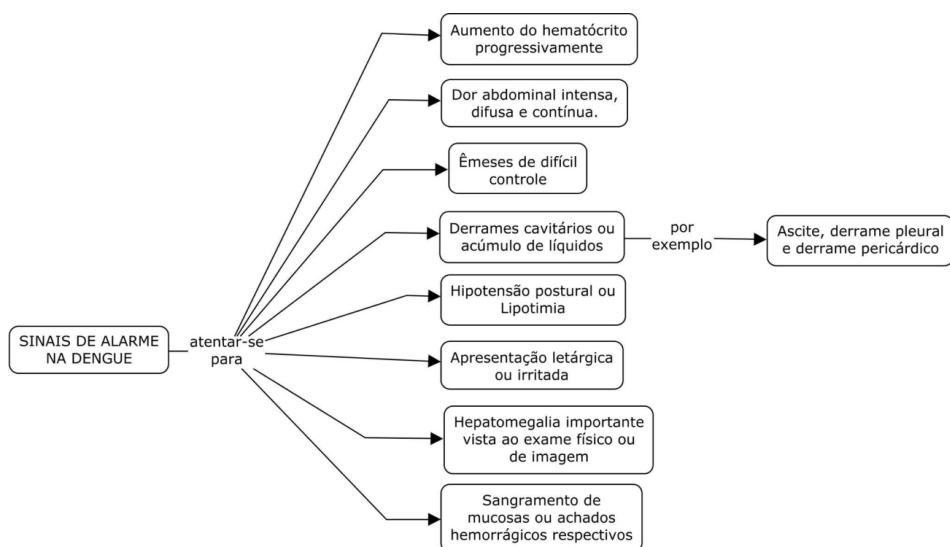 Aumento do hematócrito
progressivamente
Dor abdominal intensa,
difusa e contínua.
Êmeses de difícil
controle
Derrames cavitários ou
acúmulo de líquidos
por
exemplo
Ascite, derrame pleural
e derrame pericárdico
Hipotensão postural ou
Lipotimia
SINAIS DE ALARME
NA DENGUE
atentar-se
para
Apresentação letárgica
ou irritada
Hepatomegalia importante
vista ao exame físico ou
de imagem
Sangramento de
mucosas ou achados
hemorrágicos respectivos